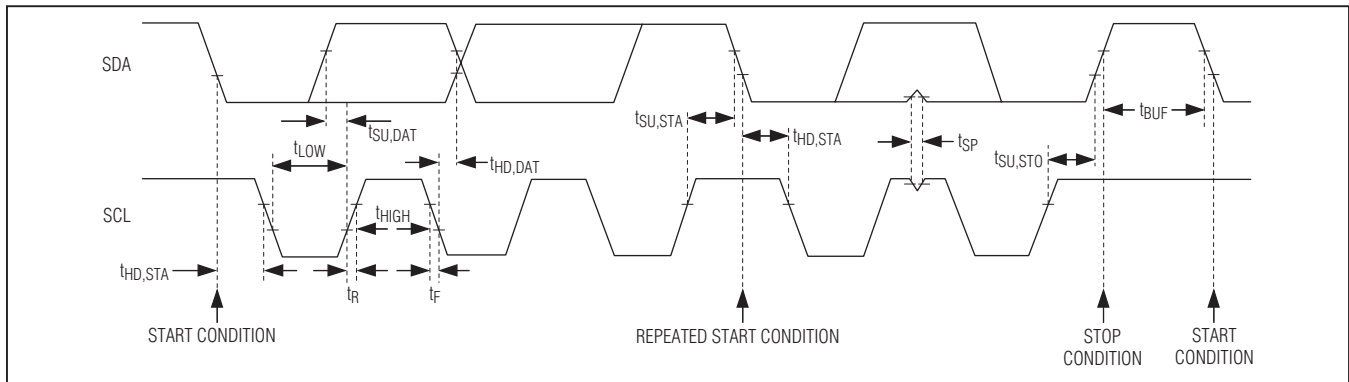 SDA
tSU,DAT
tLOW
tHD,DAT
tSU,STA
tHD,STA
tSP
tBUF
tSU,STO
SCL
tHIGH
tHD,STA
tR
tF
START CONDITION
REPEATED START CONDITION
STOP
CONDITION
START
CONDITION